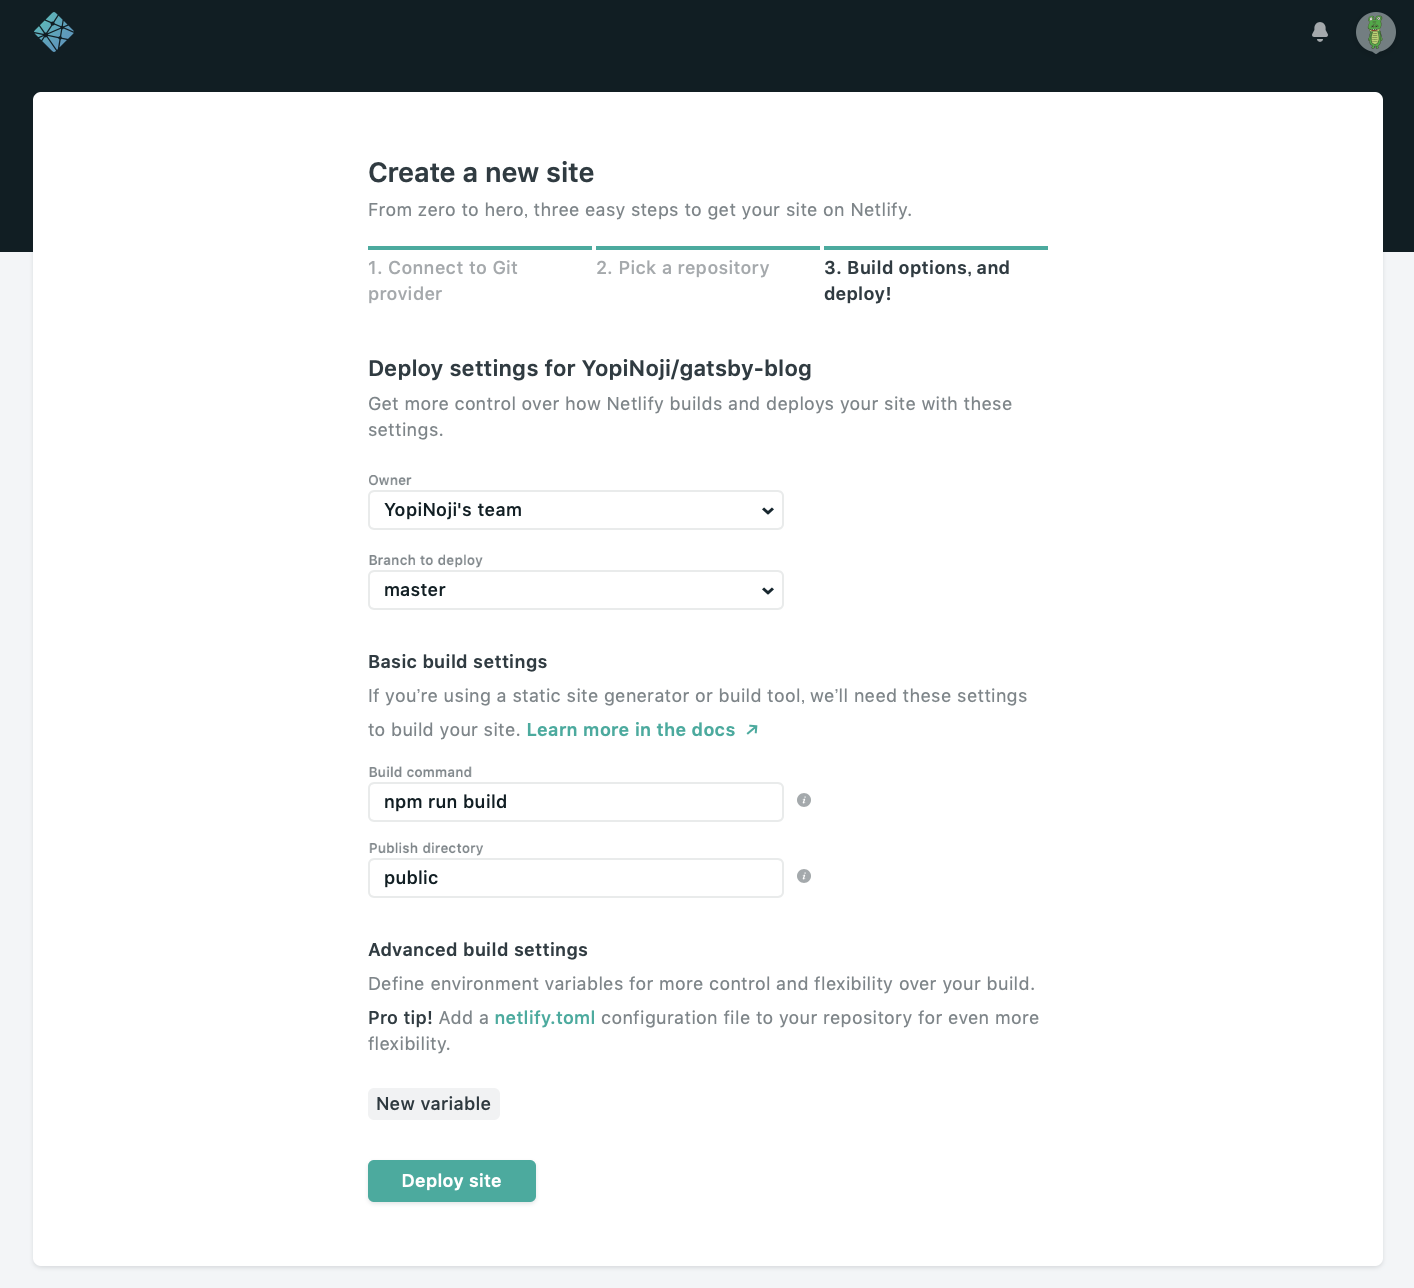 Create a new site
From zero to hero, three easy steps to get your site on Netlify.
1. Connect to Git
provider
2. Pick a repository
3. Build options, and
deploy!
Deploy settings for YopiNoji/gatsby-blog
Get more control over how Netlify builds and deploys your site with these
settings.
Owner
YopiNoji's team
Branch to deploy
master
Basic build settings
If you’re using a static site generator or build tool, we’ll need these settings
to build your site. Learn more in the docs
Build command
npm run build
Publish directory
public
Advanced build settings
Define environment variables for more control and flexibility over your build.
Pro tip! Add a netlify.toml configuration file to your repository for even more
flexibility.
New variable
Deploy site